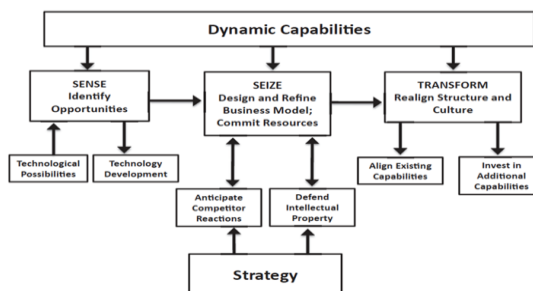 Dynamic Capabilities
SENSE
Identify
Opportunities
SEIZE
Design and Refine
Business Model;
Commit Resources
TRANSFORM
Realign Structure and
Culture
Technological
Possibilities
Technology
Development
Align Existing
Capabilities
Invest in
Additional
Capabilities
Anticipate
Competitor
Reactions
Defend
Intellectual
Property
Strategy